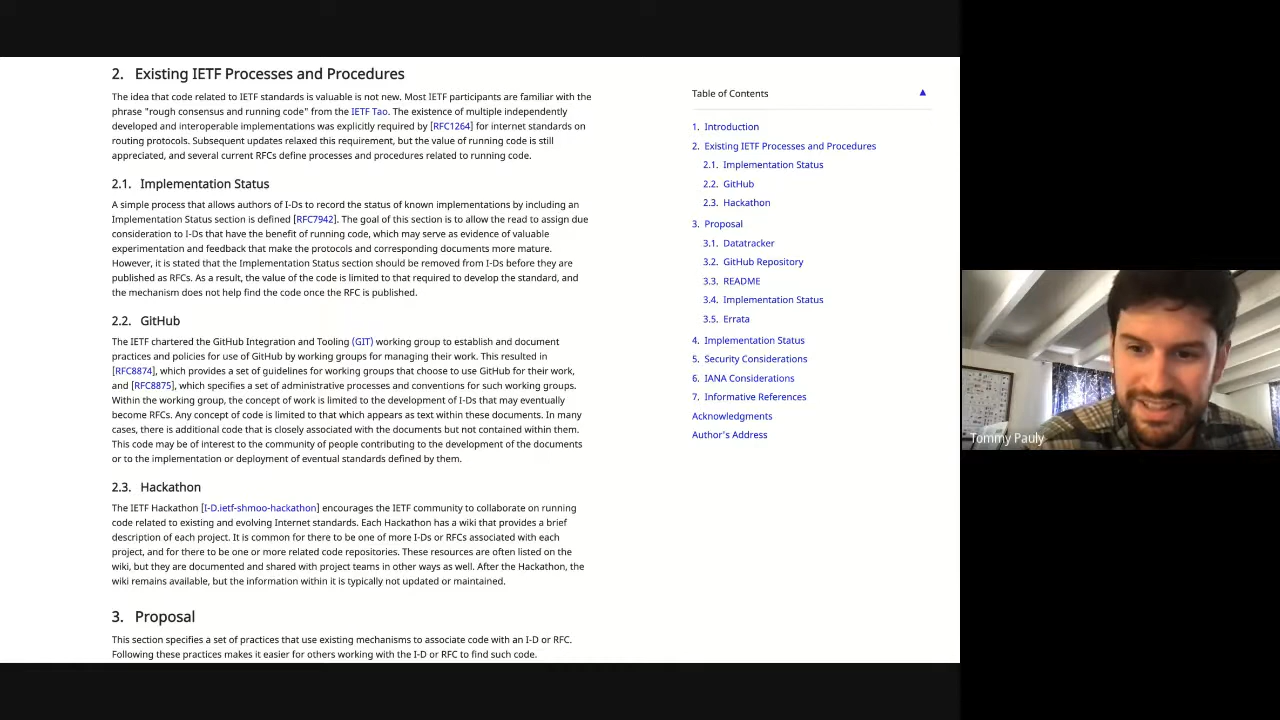 2. Existing IETF Processes and Procedures
The idea that code related to IETF standards is valuable is not new. Most IETF participants are familiar with the
phrase "rough consensus and running code" from the IETF Tao. The existence of multiple independently
developed and interoperable implementations was explicitly required by [RFC1264] for internet standards on
routing protocols. Subsequent updates relaxed this requirement, but the value of running code is still
appreciated, and several current RFCs define processes and procedures related to running code.
2.1. Implementation Status
A simple process that allows authors of I-Ds to record the status of known implementations by including an
Implementation Status section is defined [RFC7942]. The goal of this section is to allow the read to assign due
consideration to I-Ds that have the benefit of running code, which may serve as evidence of valuable
experimentation and feedback that make the protocols and corresponding documents more mature.
However, it is stated that the Implementation Status section should be removed from I-Ds before they are
published as RFCs. As a result, the value of the code is limited to that required to develop the standard, and
the mechanism does not help find the code once the RFC is published.
2.2. GitHub
The IETF chartered the GitHub Integration and Tooling (GIT) working group to establish and document
practices and policies for use of GitHub by working groups for managing their work. This resulted in
[RFC8874], which provides a set of guidelines for working groups that choose to use GitHub for their work,
and [RFC8875], which specifies a set of administrative processes and conventions for such working groups.
Within the working group, the concept of work is limited to the development of I-Ds that may eventually
become RFCs. Any concept of code is limited to that which appears as text within these documents. In many
cases, there is additional code that is closely associated with the documents but not contained within them.
This code may be of interest to the community of people contributing to the development of the documents
or to the implementation or deployment of eventual standards defined by them.
2.3. Hackathon
The IETF Hackathon [I-D.ietf-shmoo-hackathon] encourages the IETF community to collaborate on running
code related to existing and evolving Internet standards. Each Hackathon has a wiki that provides a brief
description of each project. It is common for there to be one of more I-Ds or RFCs associated with each
project, and for there to be one or more related code repositories. These resources are often listed on the
wiki, but they are documented and shared with project teams in other ways as well. After the Hackathon, the
wiki remains available, but the information within it is typically not updated or maintained.
3. Proposal
This section specifies a set of practices that use existing mechanisms to associate code with an I-D or RFC.
Following these practices makes it easier for others working with the I-D or RFC to find such code.
Table of Contents ▲
1. Introduction
2. Existing IETF Processes and Procedures
2.1. Implementation Status
2.2. GitHub
2.3. Hackathon
3. Proposal
3.1. Datatracker
3.2. GitHub Repository
3.3. README
3.4. Implementation Status
3.5. Errata
4. Implementation Status
5. Security Considerations
6. IANA Considerations
7. Informative References
Acknowledgments
Author's Address
Tommy Pauly